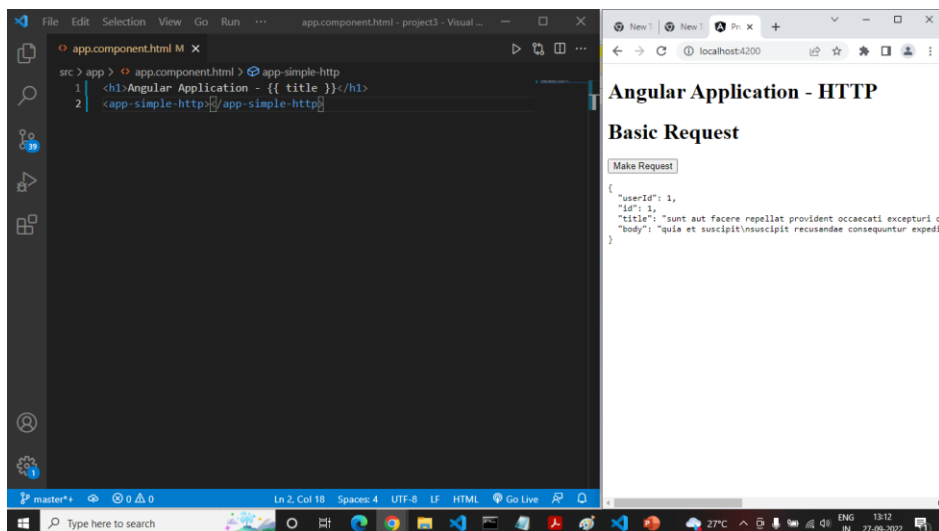 File Edit Selection View Go Run ··· app.component.html - project3 - Visual ...
app.component.html M
src > app > app.component.html > app-simple-http
1 <h1>Angular Application - {{ title }}</h1>
2 <app-simple-http></app-simple-http>
39
1
master*+ 0 0 Ln 2, Col 18 Spaces: 4 UTF-8 LF HTML Go Live
New T New T Pro
localhost:4200
Angular Application - HTTP
Basic Request
Make Request
{
"userId": 1,
"id": 1,
"title": "sunt aut facere repellat provident occaecati excepturi
"body": "quia et suscipit\nsuscipit recusandae consequuntur expedi
}
Type here to search 27°C ENG 13:12
IN 27-09-2022